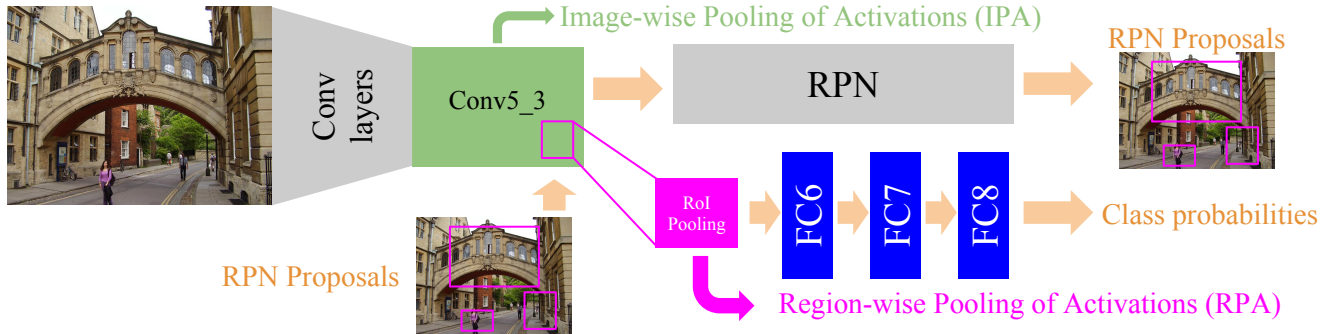 Image-wise Pooling of Activations (IPA)
Conv
layers
Conv5_3
RPN
RPN Proposals
RPN Proposals
RoI
Pooling
FC6
FC7
FC8
Class probabilities
Region-wise Pooling of Activations (RPA)